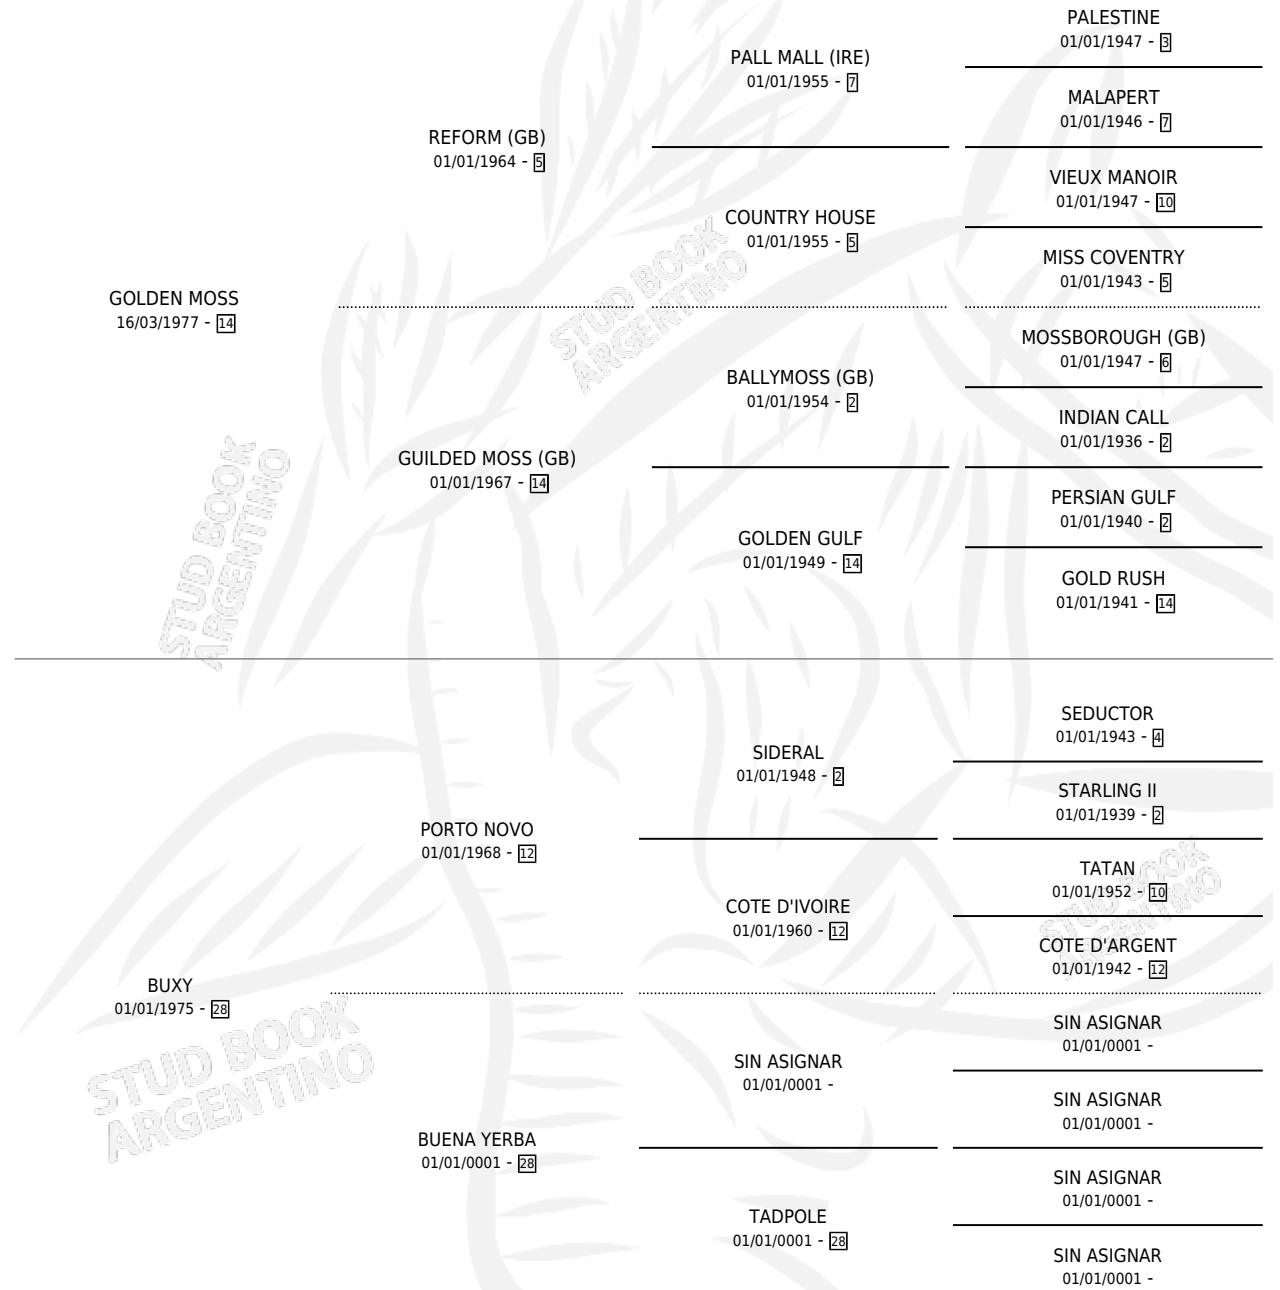 PALESTINE
01/01/1947 - 3
PALL MALL (IRE)
01/01/1955 - 7
MALAPERT
01/01/1946 - 7
REFORM (GB)
01/01/1964 - 5
VIEUX MANOIR
01/01/1947 - 10
COUNTRY HOUSE
01/01/1955 - 5
MISS COVENTRY
01/01/1943 - 5
GOLDEN MOSS
16/03/1977 - 14
MOSSBOROUGH (GB)
01/01/1947 - 6
BALLYMOSS (GB)
01/01/1954 - 2
INDIAN CALL
01/01/1936 - 2
GUILDED MOSS (GB)
01/01/1967 - 14
PERSIAN GULF
01/01/1940 - 2
GOLDEN GULF
01/01/1949 - 14
GOLD RUSH
01/01/1941 - 14
STUD BOOK
ARGENTINO
STUD BOOK
ARGENTINO
SEDUCTOR
01/01/1943 - 4
SIDERAL
01/01/1948 - 2
STARLING II
01/01/1939 - 2
PORTO NOVO
01/01/1968 - 12
TATAN
01/01/1952 - 10
COTE D'IVOIRE
01/01/1960 - 12
COTE D'ARGENT
01/01/1942 - 12
STUD BOOK
ARGENTINO
BUXY
01/01/1975 - 28
SIN ASIGNAR
01/01/0001 -
SIN ASIGNAR
01/01/0001 -
SIN ASIGNAR
01/01/0001 -
BUENA YERBA
01/01/0001 - 28
SIN ASIGNAR
01/01/0001 -
TADPOLE
01/01/0001 - 28
SIN ASIGNAR
01/01/0001 -
STUD BOOK
ARGENTINO